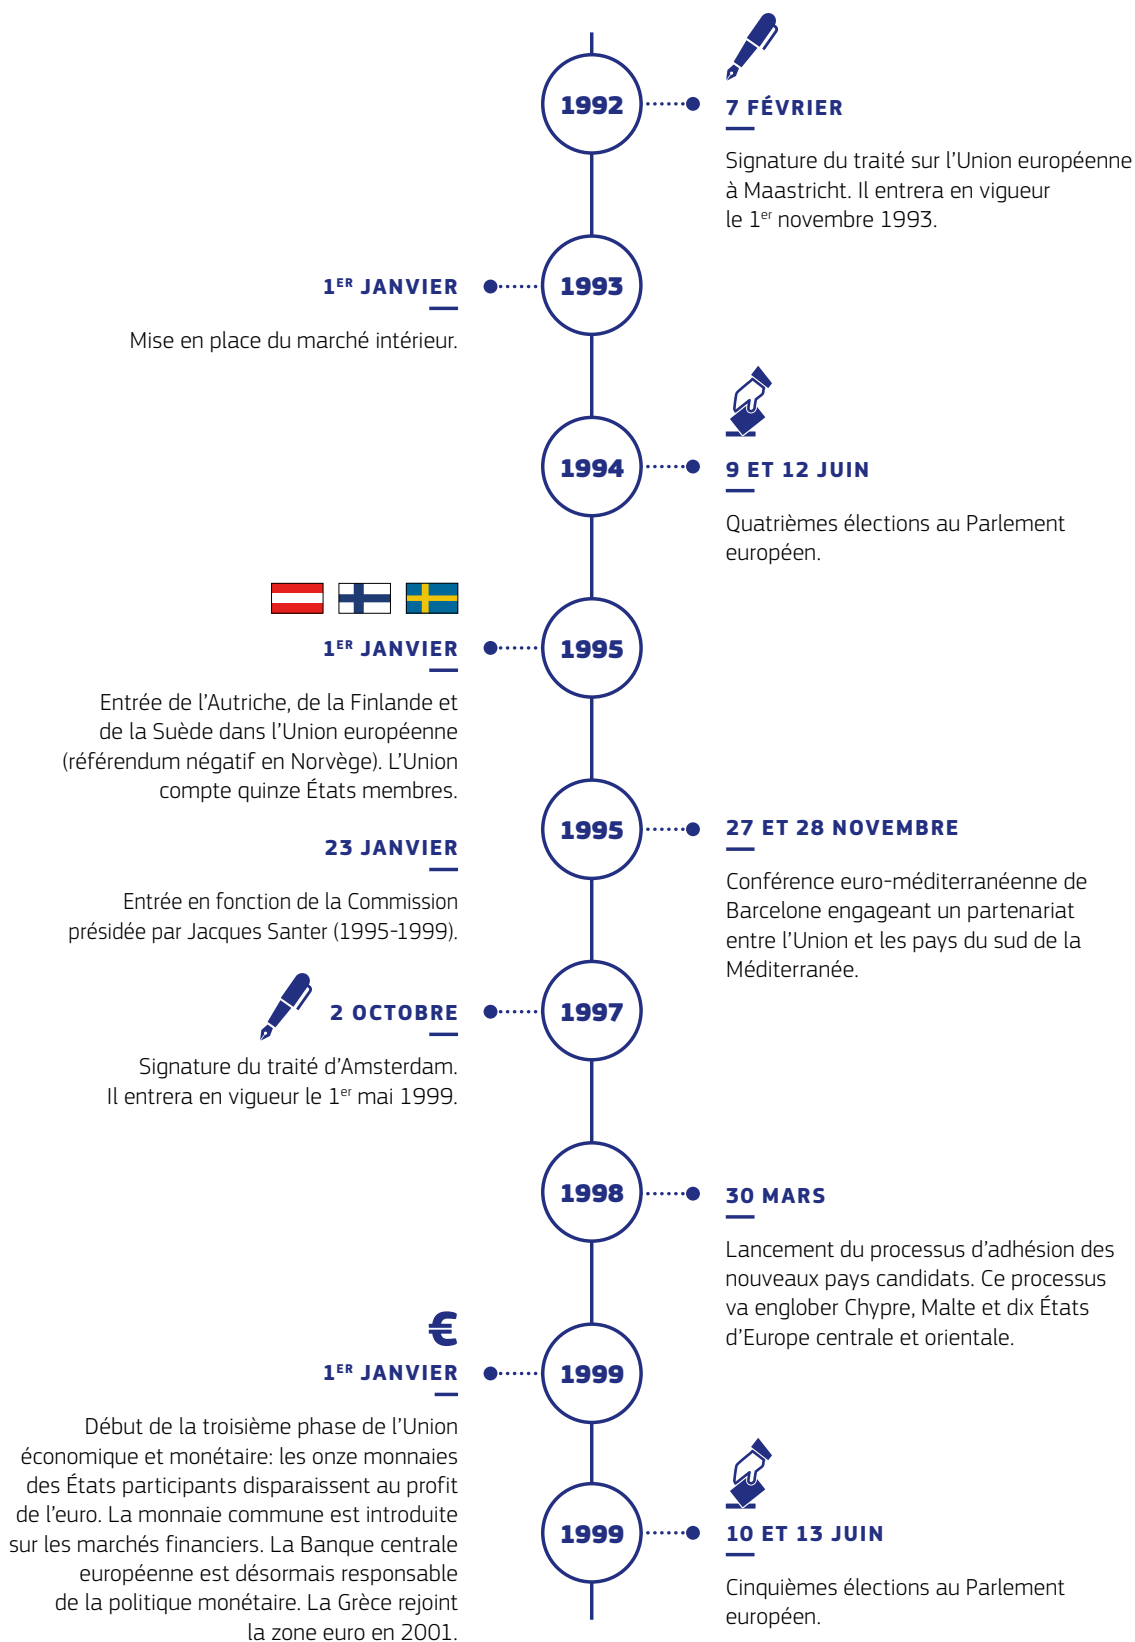 1992
7 FÉVRIER
Signature du traité sur l’Union européenne
à Maastricht. Il entrera en vigueur
le 1er novembre 1993.
1993
1ER JANVIER
Mise en place du marché intérieur.
1994
9 ET 12 JUIN
Quatrièmes élections au Parlement
européen.
1995
1ER JANVIER
Entrée de l’Autriche, de la Finlande et
de la Suède dans l’Union européenne
(référendum négatif en Norvège). L’Union
compte quinze États membres.
23 JANVIER
Entrée en fonction de la Commission
présidée par Jacques Santer (1995-1999).
1995
27 ET 28 NOVEMBRE
Conférence euro-méditerranéenne de
Barcelone engageant un partenariat
entre l’Union et les pays du sud de la
Méditerranée.
1997
2 OCTOBRE
Signature du traité d’Amsterdam.
Il entrera en vigueur le 1er mai 1999.
1998
30 MARS
Lancement du processus d’adhésion des
nouveaux pays candidats. Ce processus
va englober Chypre, Malte et dix États
d’Europe centrale et orientale.
€
1999
1ER JANVIER
Début de la troisième phase de l’Union
économique et monétaire: les onze monnaies
des États participants disparaissent au profit
de l’euro. La monnaie commune est introduite
sur les marchés financiers. La Banque centrale
européenne est désormais responsable
de la politique monétaire. La Grèce rejoint
la zone euro en 2001.
1999
10 ET 13 JUIN
Cinquièmes élections au Parlement
européen.